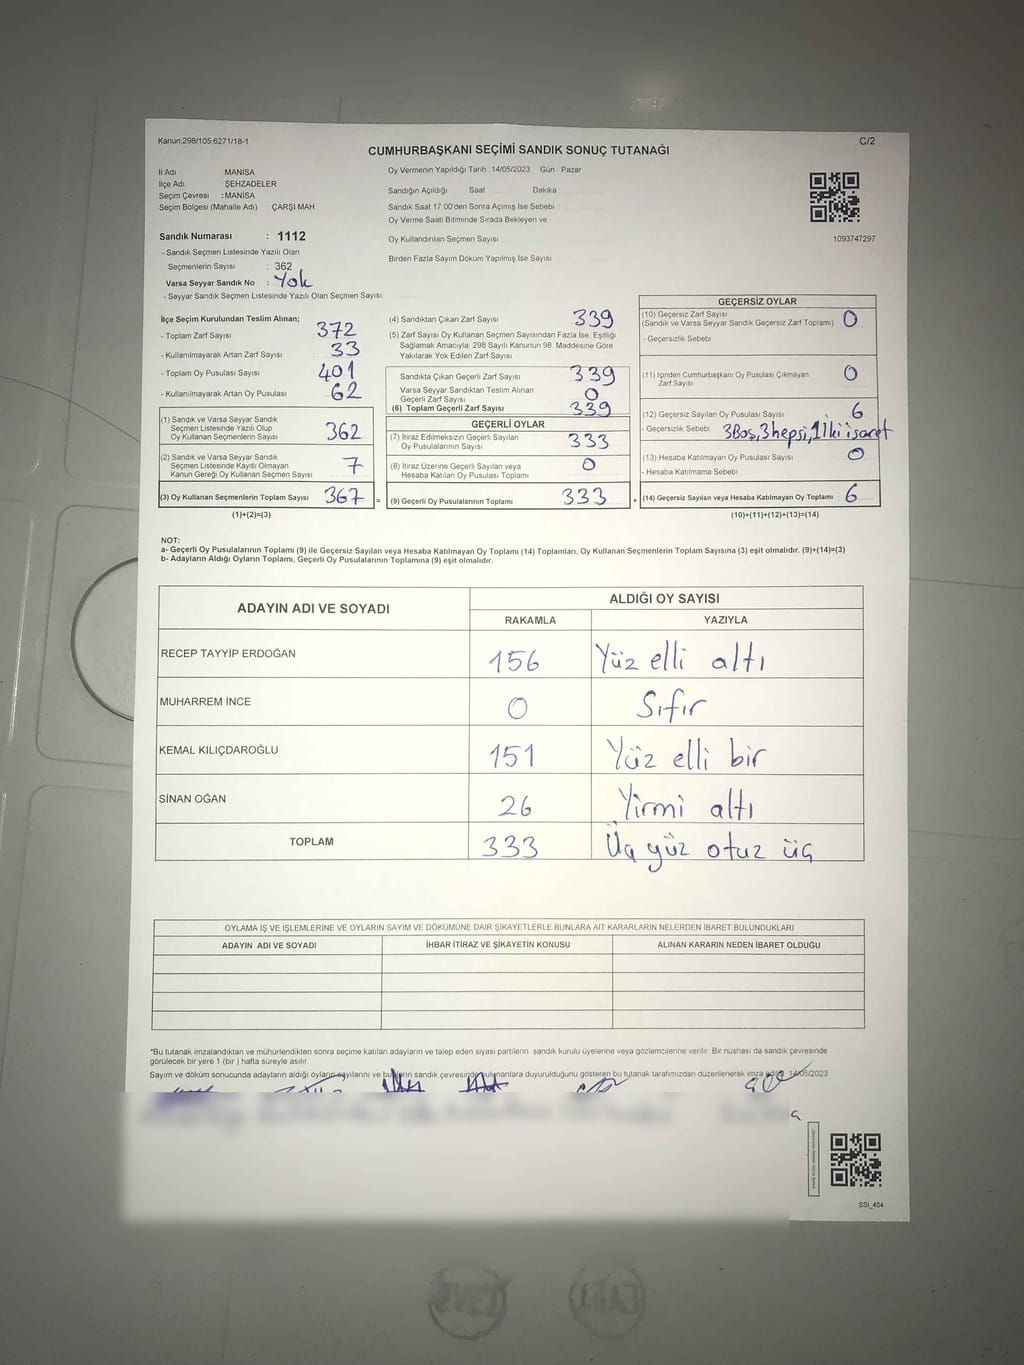 Kanun;298/105;6271/18-1
C/2
CUMHURBAŞKANI SEÇİMİ SANDIK SONUÇ TUTANAĞI
İl Adı : MANİSA
İlçe Adı : ŞEHZADELER
Seçim Çevresi : MANİSA
Seçim Bölgesi (Mahalle Adı) ÇARŞI MAH.
Sandık Numarası : 1112
- Sandık Seçmen Listesinde Yazılı Olan
Seçmenlerin Sayısı : 362
Varsa Seyyar Sandık No : Yok
- Seyyar Sandık Seçmen Listesinde Yazılı Olan Seçmen Sayısı
Oy Vermenin Yapıldığı Tarih 14/05/2023 Gün Pazar
Sandığın Açıldığı Saat Dakika
Sandık Saat 17:00'den Sonra Açımış İse Sebebi
Oy Verme Saati Bitiminde Sırada Bekleyen ve
Oy Kullandırılan Seçmen Sayısı
Birden Fazla Sayım Döküm Yapılmış İse Sayısı
1093747297
İlçe Seçim Kurulundan Teslim Alınan;
- Toplam Zarf Sayısı 372
- Kullanılmayarak Artan Zarf Sayısı 33
- Toplam Oy Pusulası Sayısı 401
- Kullanılmayarak Artan Oy Pusulası 62
(1) Sandık ve Varsa Seyyar Sandık
Seçmen Listesinde Yazılı Olup
Oy Kullanan Seçmenlerin Sayısı 362
(2) Sandık ve Varsa Seyyar Sandık
Seçmen Listesinde Kayıtlı Olmayan
Kanun Gereği Oy Kullanan Seçmen Sayısı 7
(3) Oy Kullanan Seçmenlerin Toplam Sayısı 367 =
(1)+(2)=(3)
(4) Sandıktan Çıkan Zarf Sayısı 339
(5) Zarf Sayısı Oy Kullanan Seçmen Sayısından Fazla İse, Eşitliği
Sağlamak Amacıyla; 298 Sayılı Kanunun 98. Maddesine Göre
Yakılarak Yok Edilen Zarf Sayısı
Sandıkta Çıkan Geçerli Zarf Sayısı 339
Varsa Seyyar Sandıktan Teslim Alınan
Geçerli Zarf Sayısı 0
(6) Toplam Geçerli Zarf Sayısı 339
GEÇERLİ OYLAR
(7) İtiraz Edilmeksizin Geçerli Sayılan
Oy Pusulalarının Sayısı 333
(8) İtiraz Üzerine Geçerli Sayılan veya
Hesaba Katılan Oy Pusulası Toplamı 0
(9) Geçerli Oy Pusulalarının Toplamı 333 +
GEÇERSİZ OYLAR
(10) Geçersiz Zarf Sayısı
(Sandık ve Varsa Seyyar Sandık Geçersiz Zarf Toplamı) 0
- Geçersizlik Sebebi
(11) İçinden Cumhurbaşkanı Oy Pusulası Çıkmayan
Zarf Sayısı 0
(12) Geçersiz Sayılan Oy Pusulası Sayısı 6
- Geçersizlik Sebebi 3Boş,3hepsi,1İki işaret
(13) Hesaba Katılmayan Oy Pusulası Sayısı 0
- Hesaba Katılmama Sebebi
(14) Geçersiz Sayılan veya Hesaba Katılmayan Oy Toplamı 6
(10)+(11)+(12)+(13)=(14)
NOT:
a- Geçerli Oy Pusulalarının Toplamı (9) ile Geçersiz Sayılan veya Hesaba Katılmayan Oy Toplamı (14) Toplamları, Oy Kullanan Seçmenlerin Toplam Sayısına (3) eşit olmalıdır. (9)+(14)=(3)
b- Adayların Aldığı Oyların Toplamı, Geçerli Oy Pusulalarının Toplamına (9) eşit olmalıdır.
ADAYIN ADI VE SOYADI ALDIĞI OY SAYISI
RAKAMLA YAZIYLA
RECEP TAYYİP ERDOĞAN 156 Yüz elli altı
MUHARREM İNCE 0 Sıfır
KEMAL KILIÇDAROĞLU 151 Yüz elli bir
SİNAN OĞAN 26 Yirmi altı
TOPLAM 333 Üç yüz otuz üç
OYLAMA İŞ VE İŞLEMLERİNE VE OYLARIN SAYIM VE DÖKÜMÜNE DAİR ŞİKAYETLERLE BUNLARA AİT KARARLARIN NELERDEN İBARET BULUNDUKLARI
ADAYIN ADI VE SOYADI İHBAR İTİRAZ VE ŞİKAYETİN KONUSU ALINAN KARARIN NEDEN İBARET OLDUĞU
*Bu tutanak imzalandıktan ve mühürlendikten sonra seçime katılan adayların ve talep eden siyasi partilerin sandık kurulu üyelerine veya gözlemcilerine verilir. Bir nüshası da sandık çevresinde
görülecek bir yere 1 (bir ) hafta süreyle asılır.
Sayım ve döküm sonucunda adayların aldığı oyların sayılarını ve bunların sandık çevresinde bulunanlara duyurulduğunu gösteren bu tutanak tarafımızdan düzenlenerek imza edildi. 14/05/2023
SSI_404